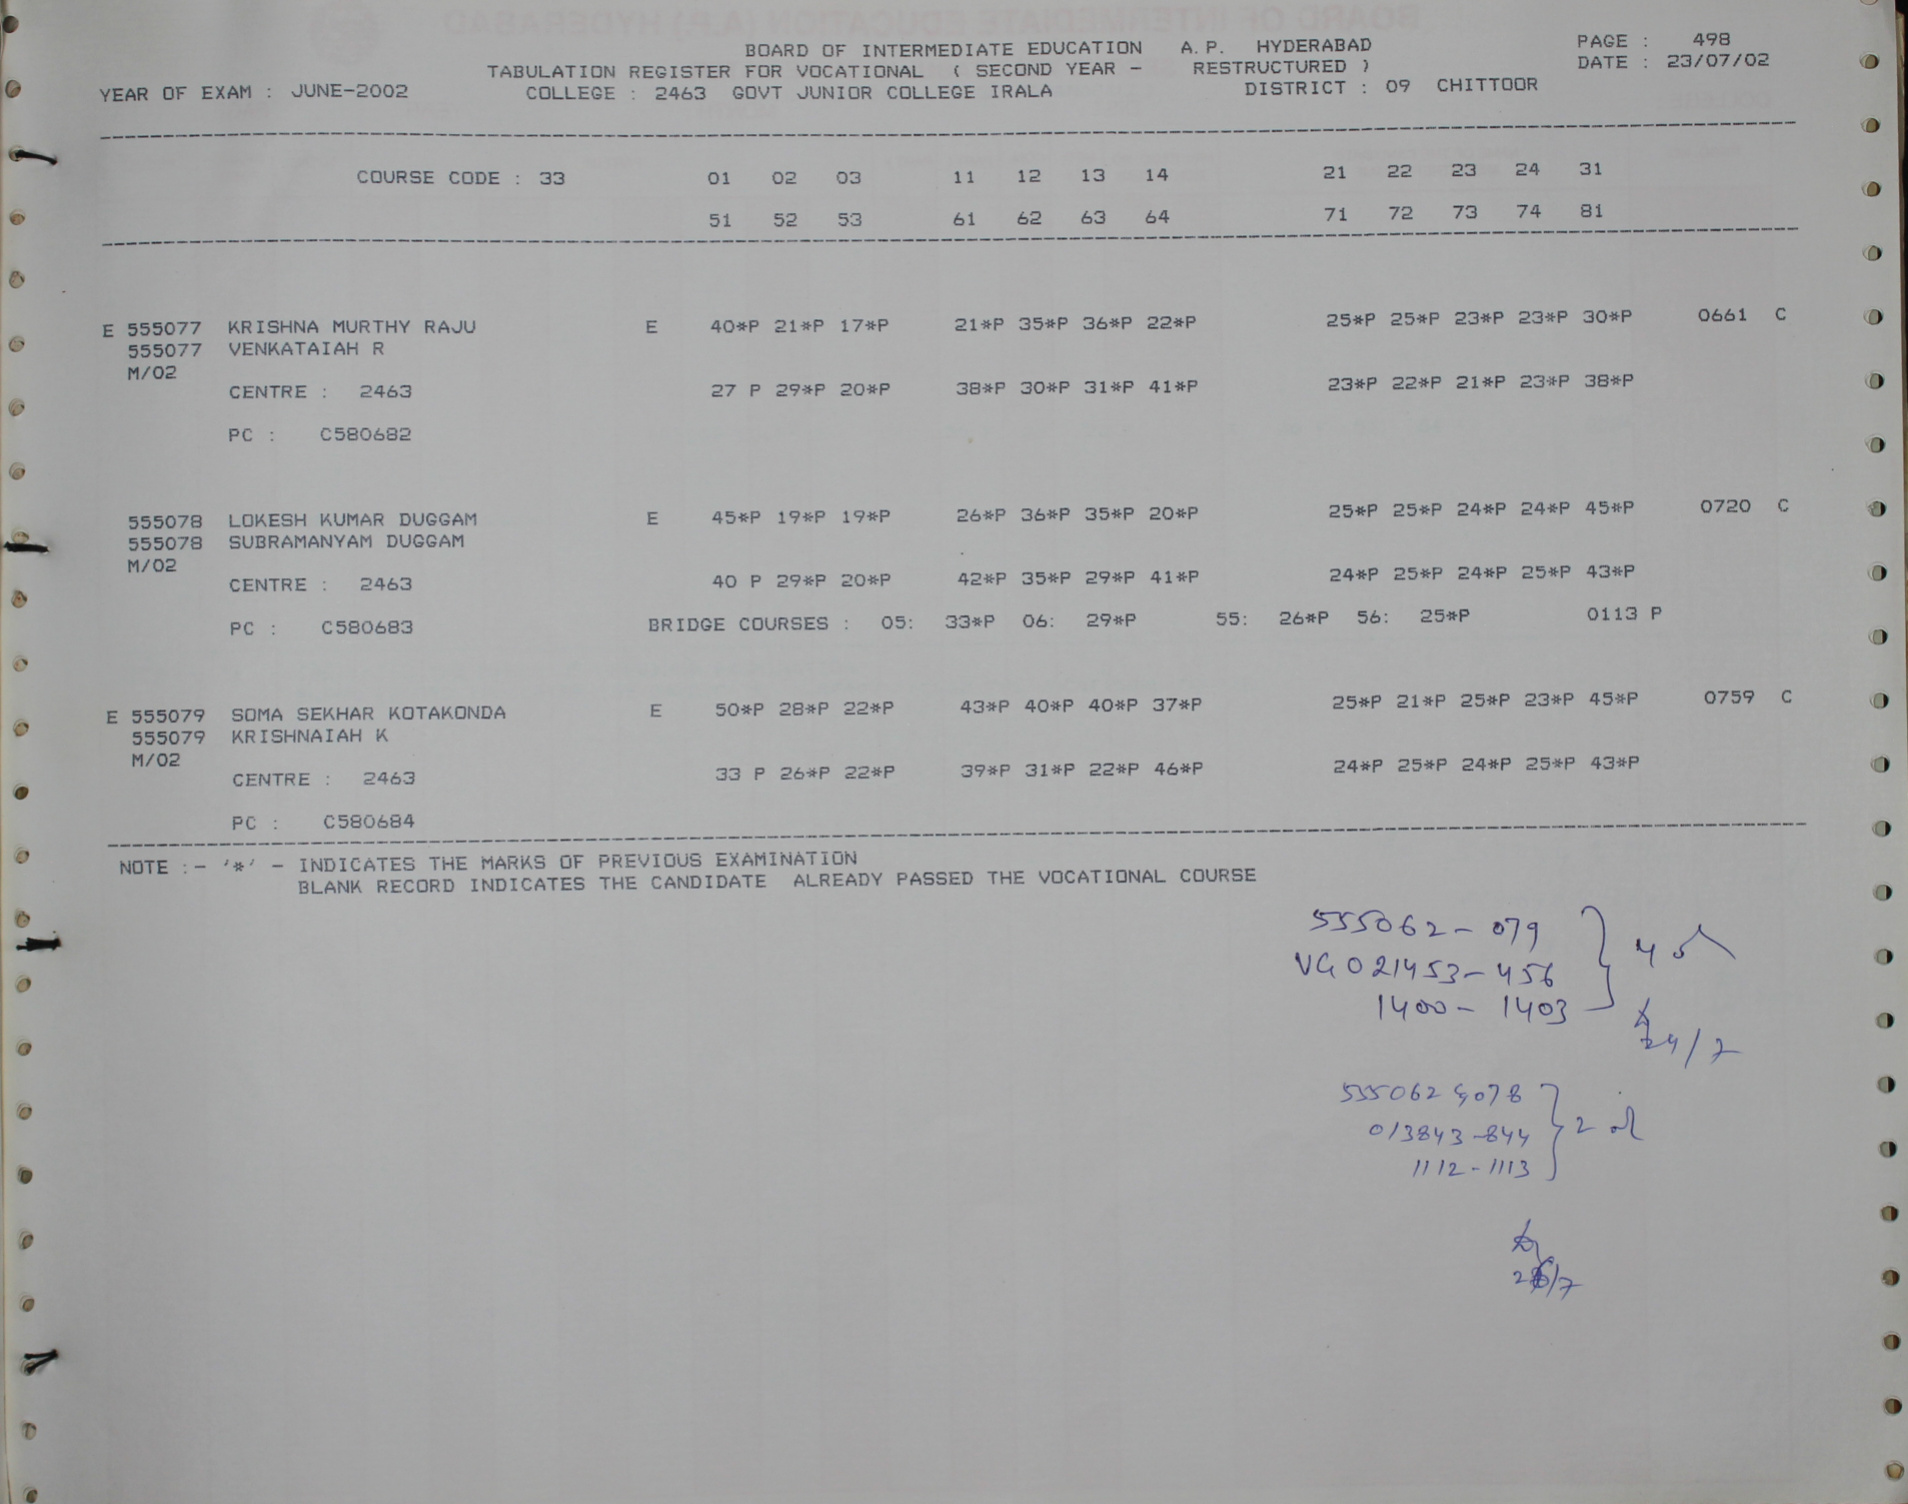 BOARD OF INTERMEDIATE EDUCATION A.P. HYDERABAD PAGE : 498
TABULATION REGISTER FOR VOCATIONAL ( SECOND YEAR - RESTRUCTURED ) DATE : 23/07/02
YEAR OF EXAM : JUNE-2002 COLLEGE : 2463 GOVT JUNIOR COLLEGE IRALA DISTRICT : 09 CHITTOOR
COURSE CODE : 33 01 02 03 11 12 13 14 21 22 23 24 31
51 52 53 61 62 63 64 71 72 73 74 81
E 555077 KRISHNA MURTHY RAJU E 40*P 21*P 17*P 21*P 35*P 36*P 22*P 25*P 25*P 23*P 23*P 30*P 0661 C
555077 VENKATAIAH R
M/02
CENTRE : 2463 27 P 29*P 20*P 38*P 30*P 31*P 41*P 23*P 22*P 21*P 23*P 38*P
PC : C580682
555078 LOKESH KUMAR DUGGAM E 45*P 19*P 19*P 26*P 36*P 35*P 20*P 25*P 25*P 24*P 24*P 45*P 0720 C
555078 SUBRAMANYAM DUGGAM
M/02
CENTRE : 2463 40 P 29*P 20*P 42*P 35*P 29*P 41*P 24*P 25*P 24*P 25*P 43*P
PC : C580683 BRIDGE COURSES : 05: 33*P 06: 29*P 55: 26*P 56: 25*P 0113 P
E 555079 SOMA SEKHAR KOTAKONDA E 50*P 28*P 22*P 43*P 40*P 40*P 37*P 25*P 21*P 25*P 23*P 45*P 0759 C
555079 KRISHNAIAH K
M/02
CENTRE : 2463 33 P 26*P 22*P 39*P 31*P 22*P 46*P 24*P 25*P 24*P 25*P 43*P
PC : C580684
NOTE :- '*' - INDICATES THE MARKS OF PREVIOUS EXAMINATION
BLANK RECORD INDICATES THE CANDIDATE ALREADY PASSED THE VOCATIONAL COURSE
555062 - 079
VG 021453 - 456 4
1400 - 1403
24/7
555062 & 078
013843 - 844 2
1112 - 1113